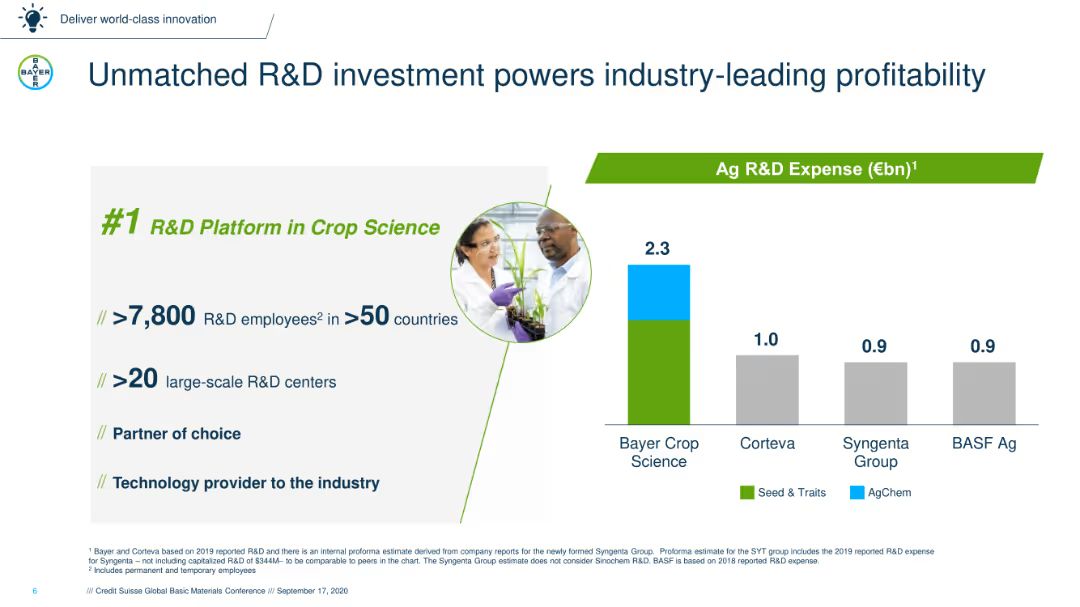 Deliver world-class innovation
BAYER
BAYER
Unmatched R&D investment powers industry-leading profitability
#1 R&D Platform in Crop Science
// >7,800 R&D employees² in >50 countries
// >20 large-scale R&D centers
// Partner of choice
// Technology provider to the industry
Ag R&D Expense (€bn)¹
2.3
1.0
0.9
0.9
Bayer Crop
Science
Corteva
Syngenta
Group
BASF Ag
Seed & Traits
AgChem
¹ Bayer and Corteva based on 2019 reported R&D and there is an internal proforma estimate derived from company reports for the newly formed Syngenta Group. Proforma estimate for the SYT group includes the 2019 reported R&D expense
for Syngenta – not including capitalized R&D of $344M– to be comparable to peers in the chart. The Syngenta Group estimate does not consider Sinochem R&D. BASF is based on 2018 reported R&D expense.
² Includes permanent and temporary employees
6
/// Credit Suisse Global Basic Materials Conference /// September 17, 2020